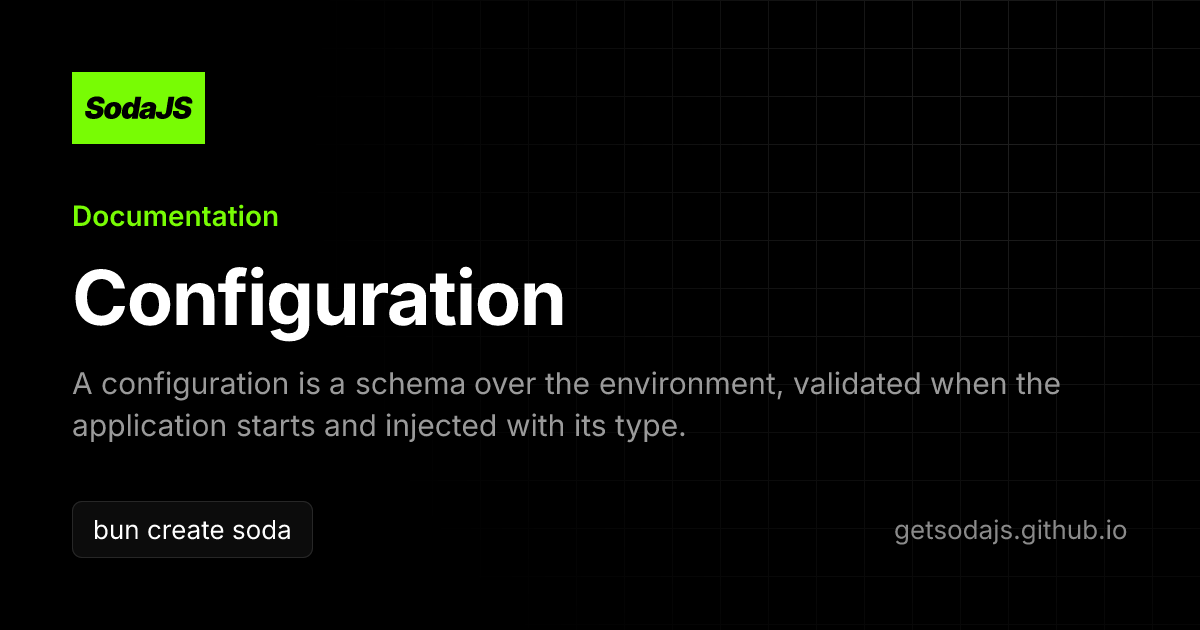 SodaJS
Documentation
Configuration
A configuration is a schema over the environment, validated when the
application starts and injected with its type.
bun create soda
getsodajs.github.io